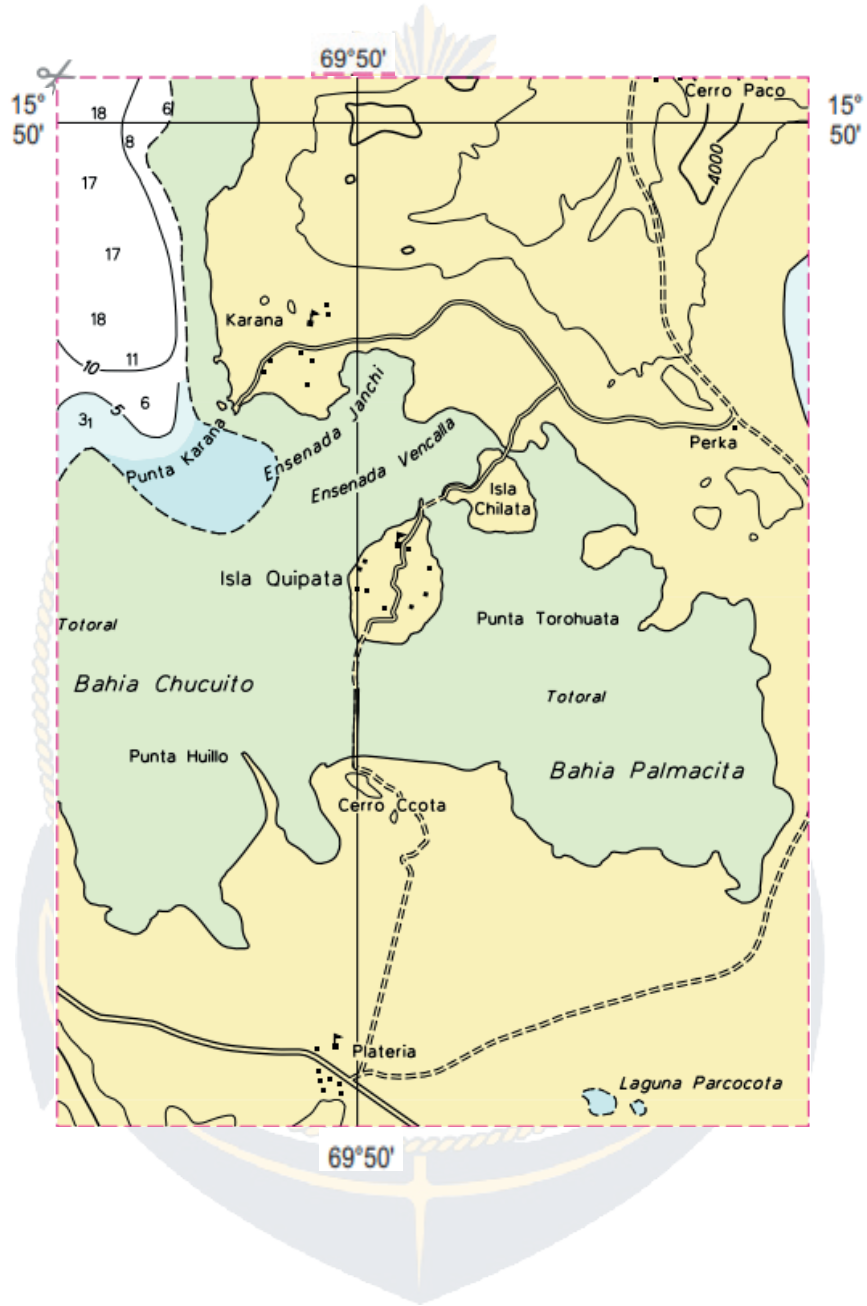 69°50'
15°
50'
15°
50'
Cerro Paco
18
6
8
4000
17
17
18
Karana
10
11
5
6
3₁
Punta Karana
Ensenada Janchi
Ensenada Vencalla
Perka
Isla
Chilata
Isla Quipata
Totoral
Punta Torohuata
Bahia Chucuito
Totoral
Punta Huillo
Bahia Palmacita
Cerro Ccota
Plateria
Laguna Parcocota
69°50'